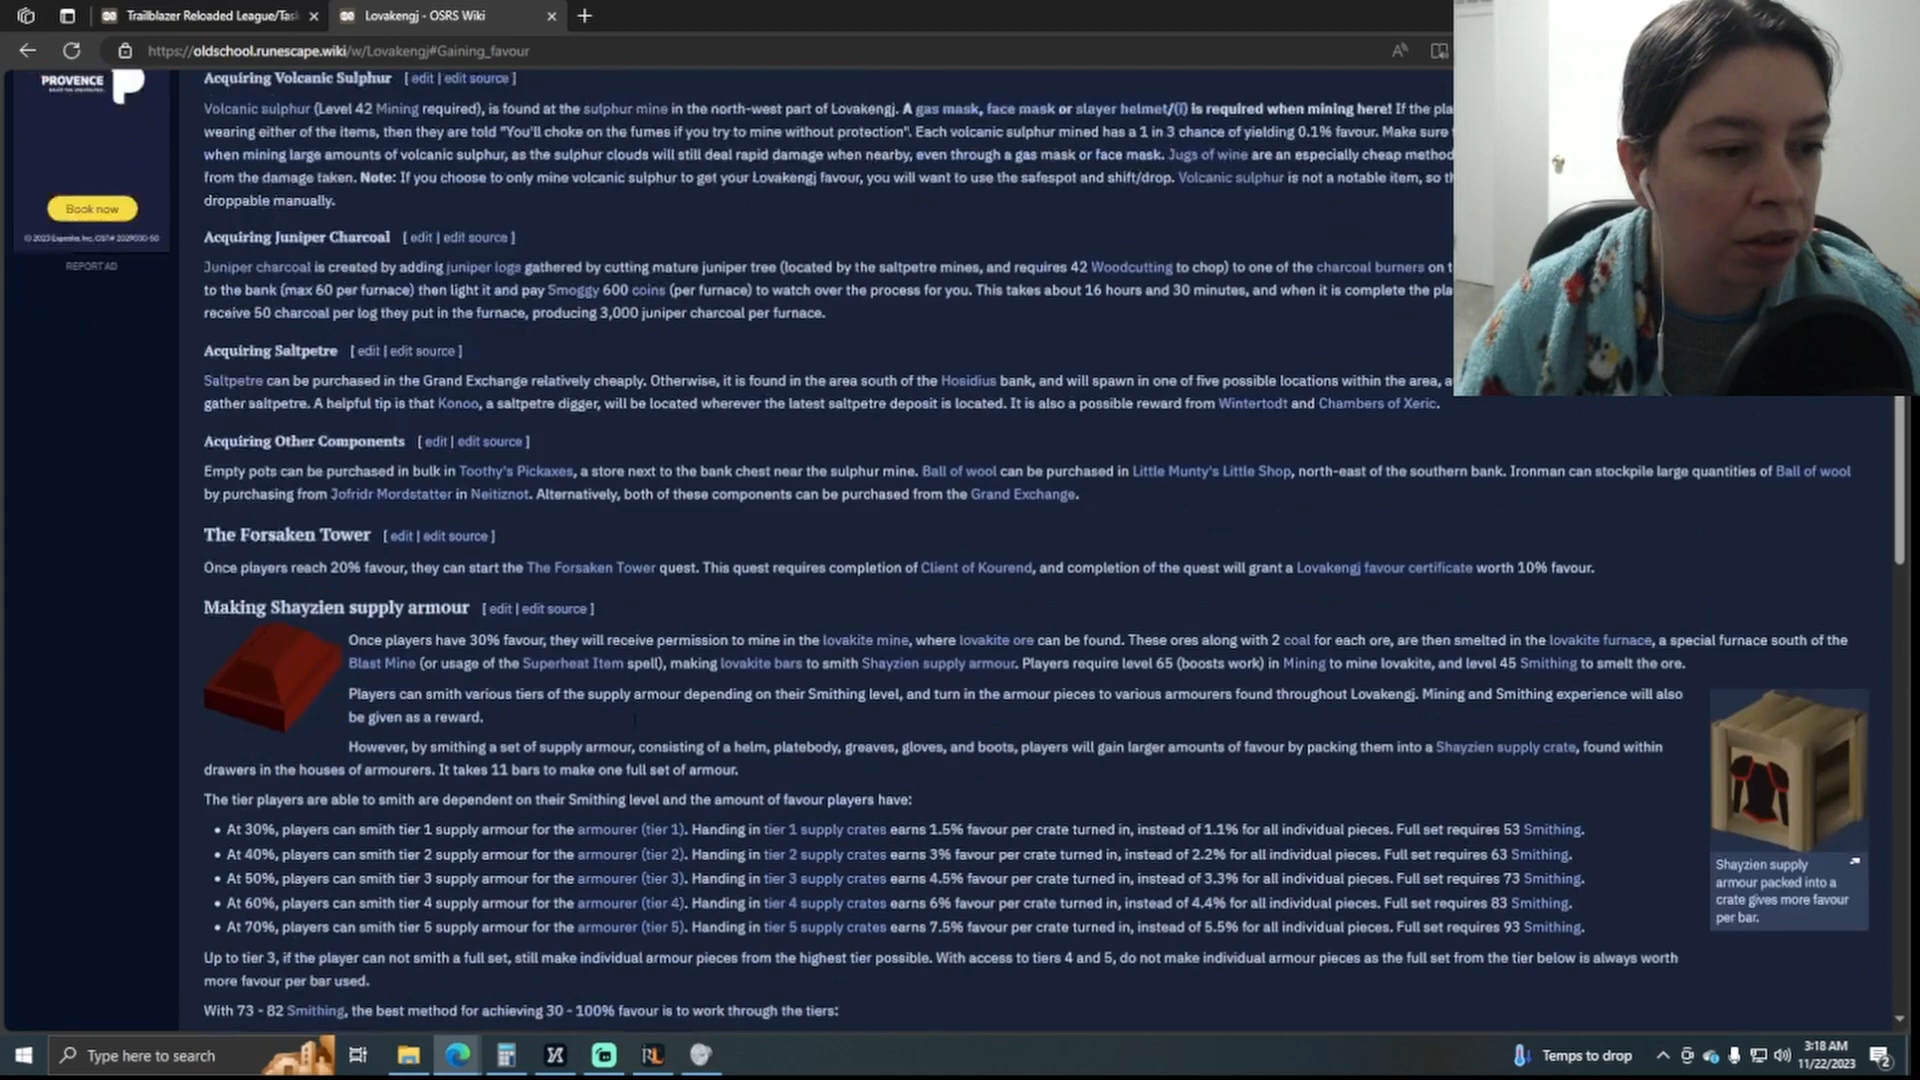 Trailblazer Reloaded League/Tas
Lovakengj - OSRS Wiki
https://oldschool.runescape.wiki/w/Lovakengj#Gaining_favour
PROVENCE
Book now
REPORT AD
Acquiring Volcanic Sulphur [ edit | edit source ]
Volcanic sulphur (Level 42 Mining required), is found at the sulphur mine in the north-west part of Lovakengj. A gas mask, face mask or slayer helmet/(i) is required when mining here! If the pla
wearing either of the items, then they are told "You'll choke on the fumes if you try to mine without protection". Each volcanic sulphur mined has a 1 in 3 chance of yielding 0.1% favour. Make sure
when mining large amounts of volcanic sulphur, as the sulphur clouds will still deal rapid damage when nearby, even through a gas mask or face mask. Jugs of wine are an especially cheap method
from the damage taken. Note: If you choose to only mine volcanic sulphur to get your Lovakengj favour, you will want to use the safespot and shift/drop. Volcanic sulphur is not a notable item, so th
droppable manually.
Acquiring Juniper Charcoal [ edit | edit source ]
Juniper charcoal is created by adding juniper logs gathered by cutting mature juniper tree (located by the saltpetre mines, and requires 42 Woodcutting to chop) to one of the charcoal burners on t
to the bank (max 60 per furnace) then light it and pay Smoggy 600 coins (per furnace) to watch over the process for you. This takes about 16 hours and 30 minutes, and when it is complete the pla
receive 50 charcoal per log they put in the furnace, producing 3,000 juniper charcoal per furnace.
Acquiring Saltpetre [ edit | edit source ]
Saltpetre can be purchased in the Grand Exchange relatively cheaply. Otherwise, it is found in the area south of the Hosidius bank, and will spawn in one of five possible locations within the area, a
gather saltpetre. A helpful tip is that Konoo, a saltpetre digger, will be located wherever the latest saltpetre deposit is located. It is also a possible reward from Wintertodt and Chambers of Xeric.
Acquiring Other Components [ edit | edit source ]
Empty pots can be purchased in bulk in Toothy's Pickaxes, a store next to the bank chest near the sulphur mine. Ball of wool can be purchased in Little Munty's Little Shop, north-east of the southern bank. Ironman can stockpile large quantities of Ball of wool
by purchasing from Jofridr Mordstatter in Neitiznot. Alternatively, both of these components can be purchased from the Grand Exchange.
The Forsaken Tower [ edit | edit source ]
Once players reach 20% favour, they can start the The Forsaken Tower quest. This quest requires completion of Client of Kourend, and completion of the quest will grant a Lovakengj favour certificate worth 10% favour.
Making Shayzien supply armour [ edit | edit source ]
Once players have 30% favour, they will receive permission to mine in the lovakite mine, where lovakite ore can be found. These ores along with 2 coal for each ore, are then smelted in the lovakite furnace, a special furnace south of the
Blast Mine (or usage of the Superheat Item spell), making lovakite bars to smith Shayzien supply armour. Players require level 65 (boosts work) in Mining to mine lovakite, and level 45 Smithing to smelt the ore.
Players can smith various tiers of the supply armour depending on their Smithing level, and turn in the armour pieces to various armourers found throughout Lovakengj. Mining and Smithing experience will also
be given as a reward.
However, by smithing a set of supply armour, consisting of a helm, platebody, greaves, gloves, and boots, players will gain larger amounts of favour by packing them into a Shayzien supply crate, found within
drawers in the houses of armourers. It takes 11 bars to make one full set of armour.
The tier players are able to smith are dependent on their Smithing level and the amount of favour players have:
• At 30%, players can smith tier 1 supply armour for the armourer (tier 1). Handing in tier 1 supply crates earns 1.5% favour per crate turned in, instead of 1.1% for all individual pieces. Full set requires 53 Smithing.
• At 40%, players can smith tier 2 supply armour for the armourer (tier 2). Handing in tier 2 supply crates earns 3% favour per crate turned in, instead of 2.2% for all individual pieces. Full set requires 63 Smithing.
• At 50%, players can smith tier 3 supply armour for the armourer (tier 3). Handing in tier 3 supply crates earns 4.5% favour per crate turned in, instead of 3.3% for all individual pieces. Full set requires 73 Smithing.
• At 60%, players can smith tier 4 supply armour for the armourer (tier 4). Handing in tier 4 supply crates earns 6% favour per crate turned in, instead of 4.4% for all individual pieces. Full set requires 83 Smithing.
• At 70%, players can smith tier 5 supply armour for the armourer (tier 5). Handing in tier 5 supply crates earns 7.5% favour per crate turned in, instead of 5.5% for all individual pieces. Full set requires 93 Smithing.
Shayzien supply
armour packed into a
crate gives more favour
per bar.
Up to tier 3, if the player can not smith a full set, still make individual armour pieces from the highest tier possible. With access to tiers 4 and 5, do not make individual armour pieces as the full set from the tier below is always worth
more favour per bar used.
With 73 - 82 Smithing, the best method for achieving 30 - 100% favour is to work through the tiers:
Type here to search
Temps to drop
3:18 AM
11/22/2023